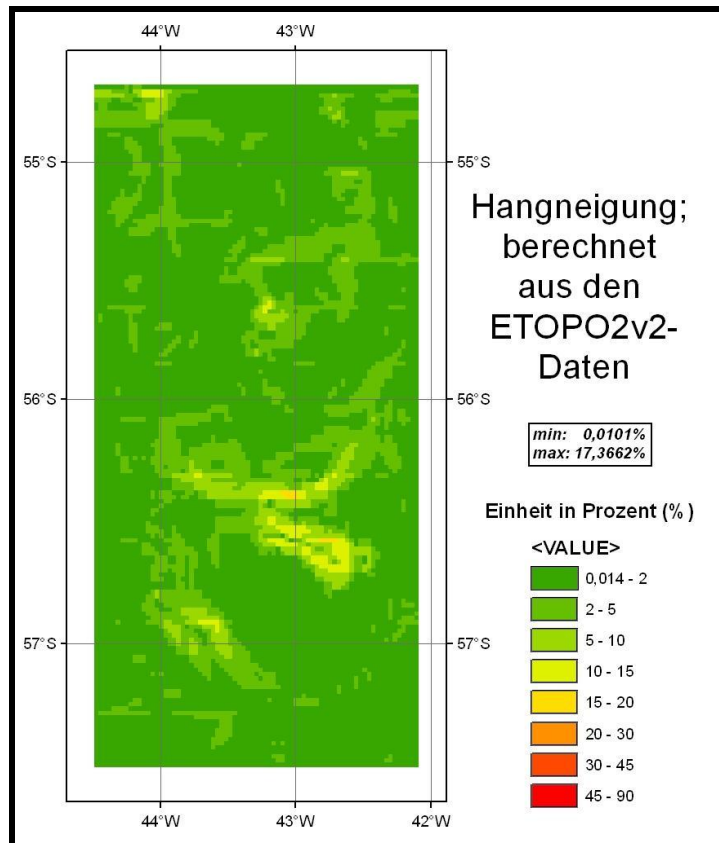 44°W 43°W
55°S 55°S
56°S 56°S
57°S 57°S
44°W 43°W 42°W
Hangneigung;
berechnet
aus den
ETOPO2v2-
Daten
min: 0,0101%
max: 17,3662%
Einheit in Prozent (%)
<VALUE>
0,014 - 2
2 - 5
5 - 10
10 - 15
15 - 20
20 - 30
30 - 45
45 - 90